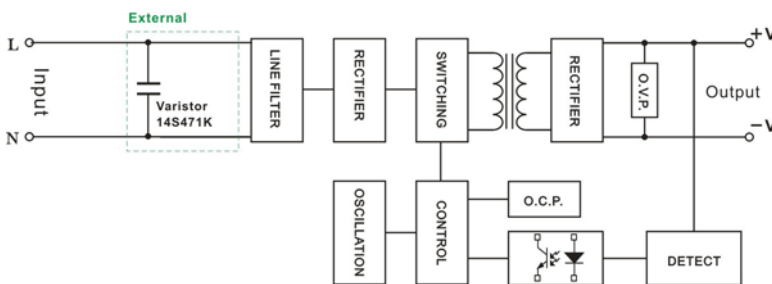 External
L
Input
N
Varistor
14S471K
LINE FILTER
RECTIFIER
SWITCHING
RECTIFIER
O.V.P.
+V
Output
−V
OSCILLATION
CONTROL
O.C.P.
DETECT